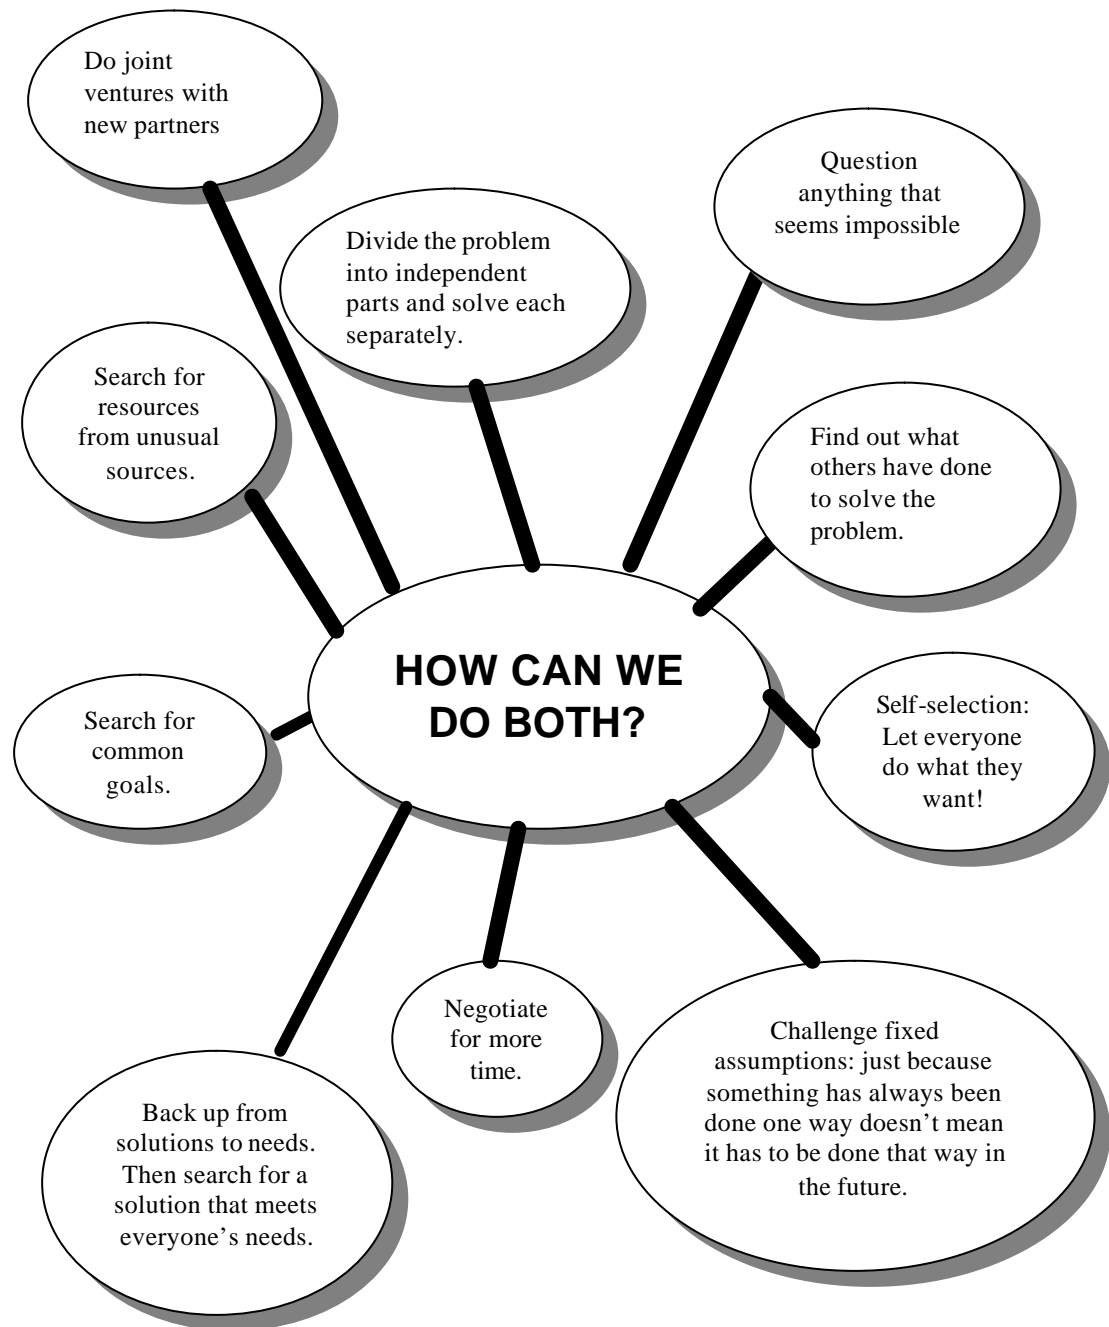 Do joint
ventures with
new partners
Question
anything that
seems impossible
Divide the problem
into independent
parts and solve each
separately.
Search for
resources
from unusual
sources.
Find out what
others have done
to solve the
problem.
HOW CAN WE
DO BOTH?
Search for
common
goals.
Self-selection:
Let everyone
do what they
want!
Negotiate
for more
time.
Challenge fixed
assumptions: just because
something has always been
done one way doesn’t mean
it has to be done that way in
the future.
Back up from
solutions to needs.
Then search for a
solution that meets
everyone’s needs.